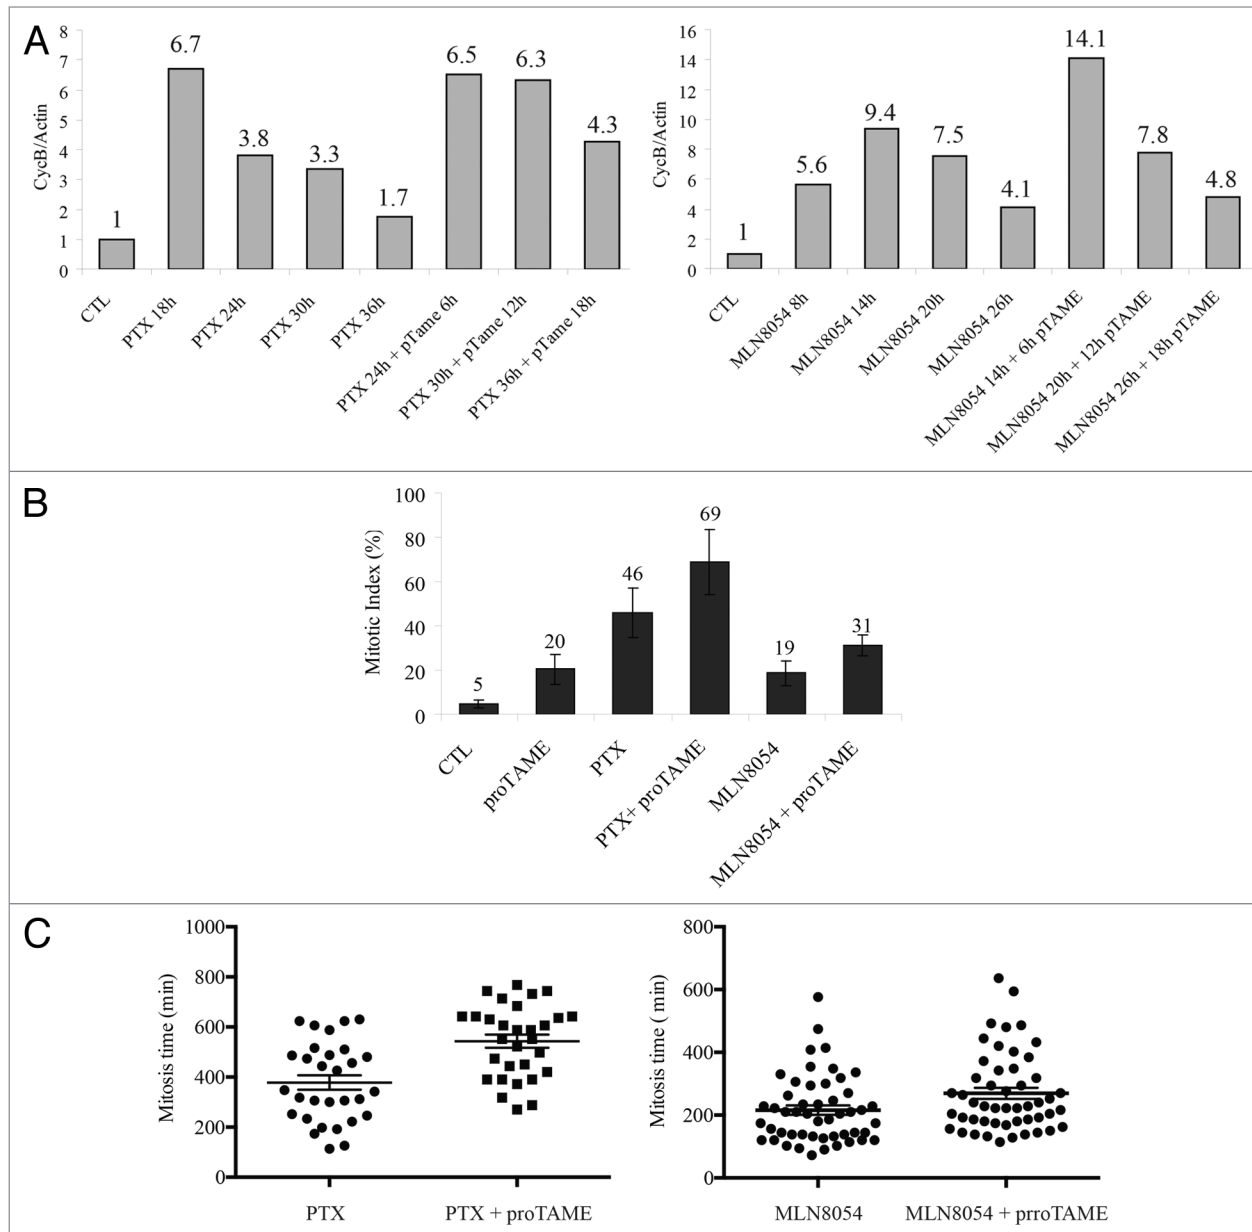 A
CycB/Actin
8
7
6
5
4
3
2
1
0
1
6.7
3.8
3.3
1.7
6.5
6.3
4.3
CTL
PTX 18h
PTX 24h
PTX 30h
PTX 36h
PTX 24h + pTame 6h
PTX 30h + pTame 12h
PTX 36h + pTame 18h
CycB/Actin
16
14
12
10
8
6
4
2
0
1
5.6
9.4
7.5
4.1
14.1
7.8
4.8
CTL
MLN8054 8h
MLN8054 14h
MLN8054 20h
MLN8054 26h
MLN8054 14h + 6h pTAME
MLN8054 20h + 12h pTAME
MLN8054 26h + 18h pTAME
B
Mitotic Index (%)
100
80
60
40
20
0
5
20
46
69
19
31
CTL
proTAME
PTX
PTX+ proTAME
MLN8054
MLN8054 + proTAME
C
Mitosis time (min)
1000
800
600
400
200
0
PTX
PTX + proTAME
Mitosis time ( min)
800
600
400
200
0
MLN8054
MLN8054 + prroTAME